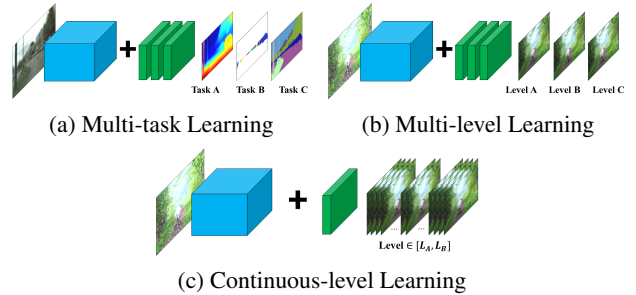 Task A Task B Task C
Level A Level B Level C
(a) Multi-task Learning
(b) Multi-level Learning
... ...
Level ∈ [L_A, L_B]
(c) Continuous-level Learning